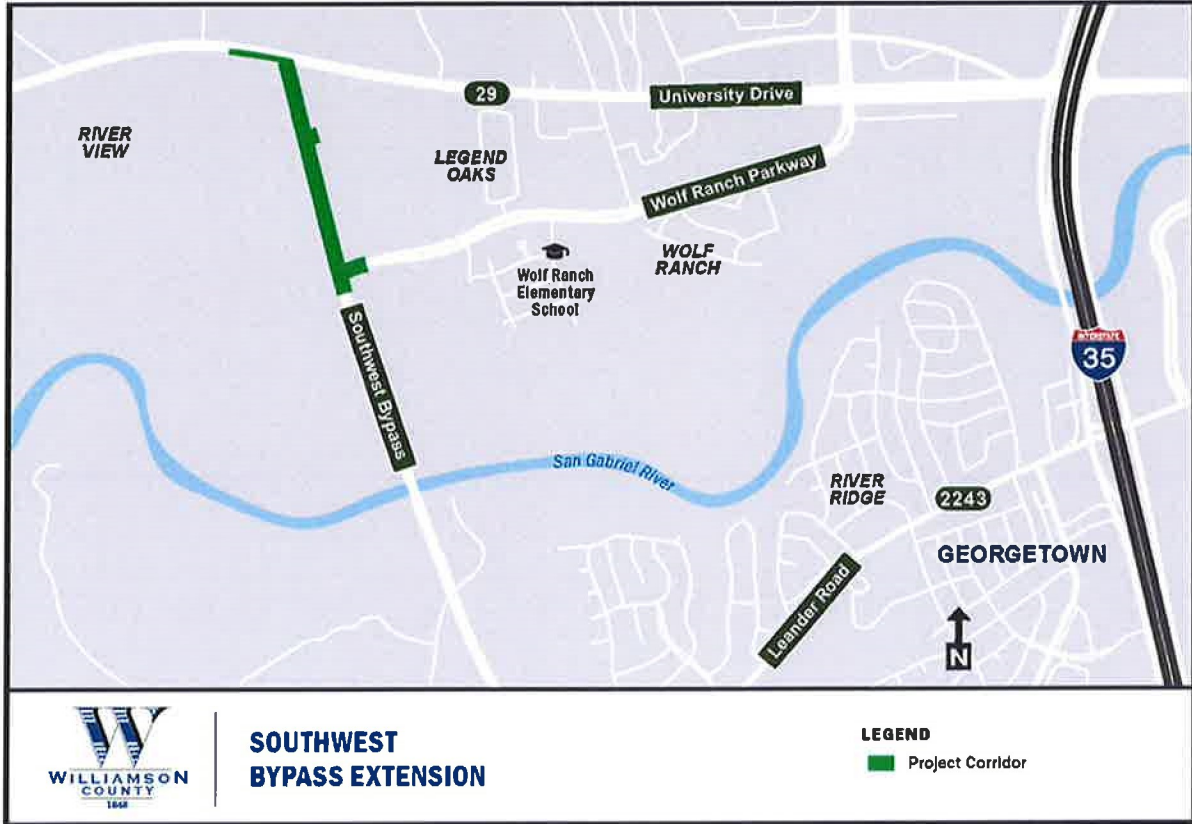 29
University Drive
RIVER
VIEW
LEGEND
OAKS
Wolf Ranch Parkway
WOLF
RANCH
Wolf Ranch
Elementary
School
Southwest Bypass
INTERSTATE
35
San Gabriel River
RIVER
RIDGE
2243
GEORGETOWN
Leander Road
N
W
WILLIAMSON
COUNTY
1848
SOUTHWEST
BYPASS EXTENSION
LEGEND
Project Corridor